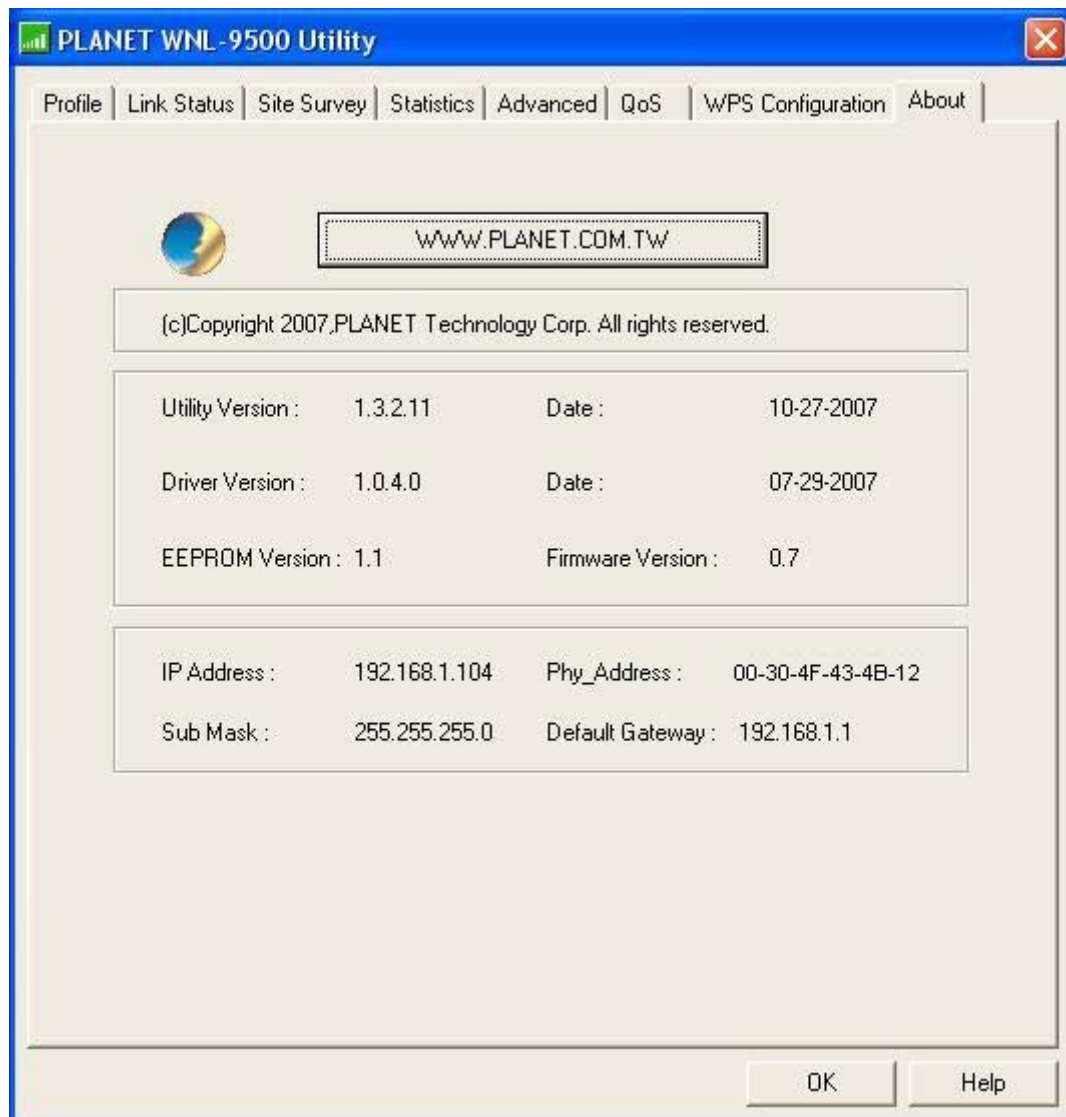 PLANET WNL-9500 Utility
Profile Link Status Site Survey Statistics Advanced QoS WPS Configuration About
WWW.PLANET.COM.TW
(c)Copyright 2007,PLANET Technology Corp. All rights reserved.
Utility Version : 1.3.2.11 Date : 10-27-2007
Driver Version : 1.0.4.0 Date : 07-29-2007
EEPROM Version : 1.1 Firmware Version : 0.7
IP Address : 192.168.1.104 Phy_Address : 00-30-4F-43-4B-12
Sub Mask : 255.255.255.0 Default Gateway : 192.168.1.1
OK Help